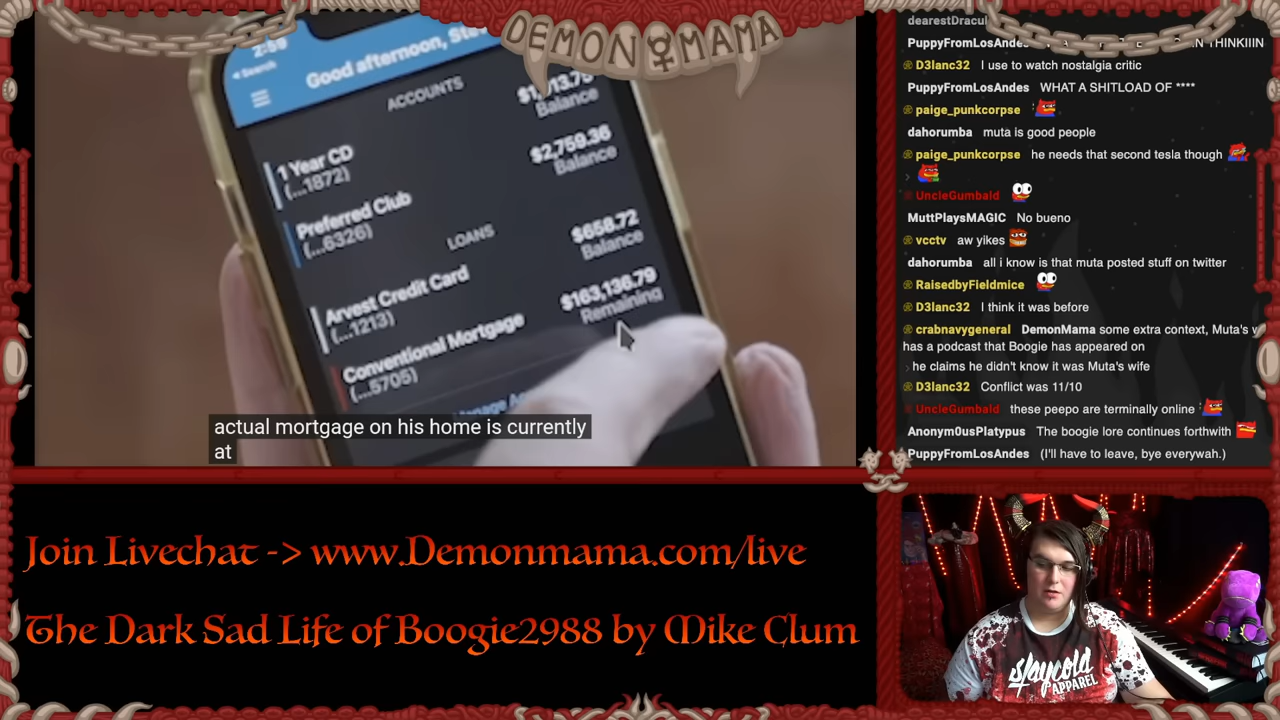 DEMON MAMA
2:59
Search
Good afternoon, Ste
ACCOUNTS
Balance
1 Year CD
(...1872)
$2,759.36
Balance
Preferred Club
(...6326)
LOANS
$658.72
Balance
Arvest Credit Card
(...1213)
$163,136.79
Remaining
Conventional Mortgage
(...5705)
actual mortgage on his home is currently
at
Join Livechat -> www.Demonmama.com/live
The Dark Sad Life of Boogie2988 by Mike Clum
dearestDracul
PuppyFromLosAndes THINKIIIN
D3lanc32 I use to watch nostalgia critic
PuppyFromLosAndes WHAT A SHITLOAD OF ****
paige_punkcorpse
dahorumba muta is good people
paige_punkcorpse he needs that second tesla though
UncleGumbald
MuttPlaysMAGIC No bueno
vcctv aw yikes
dahorumba all i know is that muta posted stuff on twitter
RaisedbyFieldmice
D3lanc32 I think it was before
crabnavygeneral DemonMama some extra context, Muta's w
has a podcast that Boogie has appeared on
he claims he didn't know it was Muta's wife
D3lanc32 Conflict was 11/10
UncleGumbald these peepo are terminally online
Anonym0usPlatypus The boogie lore continues forthwith
PuppyFromLosAndes (I'll have to leave, bye everywah.)
slaycold
APPAREL